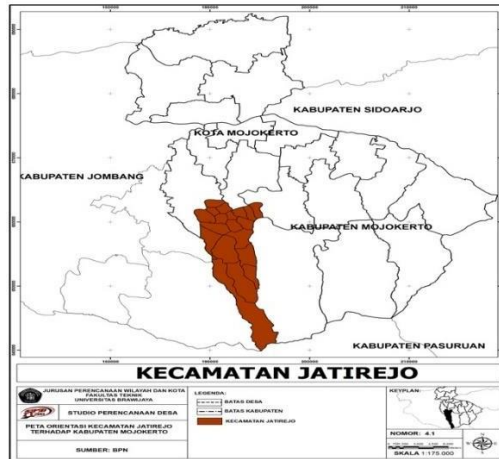 KABUPATEN SIDOARJO
KOTA MOJOKERTO
KABUPATEN JOMBANG
KABUPATEN MOJOKERTO
KABUPATEN PASURUAN
KECAMATAN JATIREJO
JURUSAN PERENCANAAN WILAYAH DAN KOTA
FAKULTAS TEKNIK
UNIVERSITAS BRAWIJAYA
STUDIO PERENCANAAN DESA
PETA ORIENTASI KECAMATAN JATIREJO
TERHADAP KABUPATEN MOJOKERTO
SUMBER: BPN
LEGENDA:
BATAS DESA
BATAS KABUPATEN
KECAMATAN JATIREJO
KEYPLAN:
NOMOR: 4.1
SKALA 1:175.000